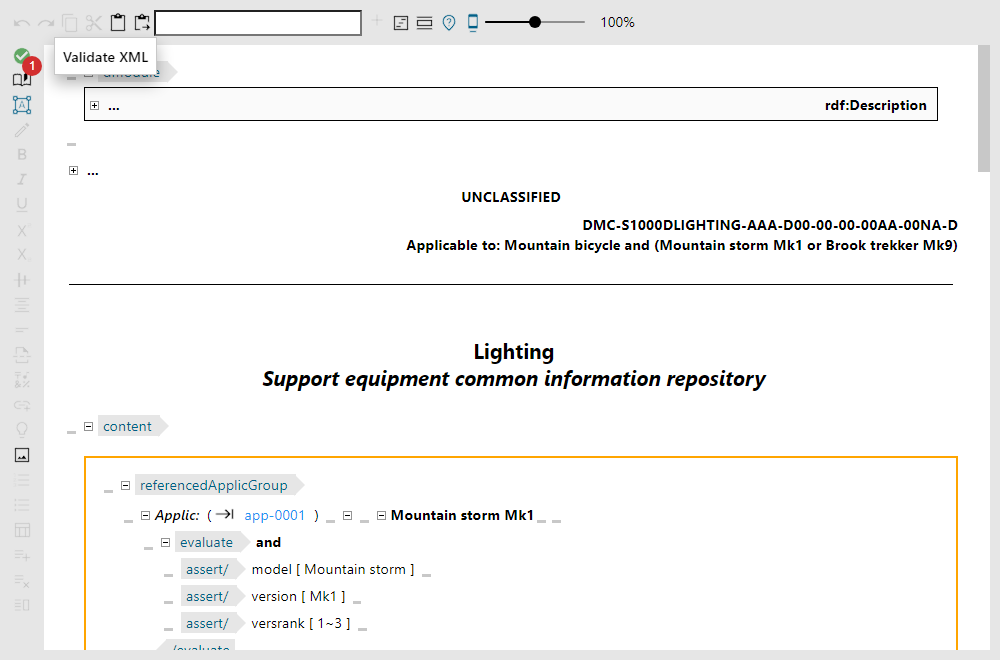 100%
Validate XML
1
dmodule
... rdf:Description
...
UNCLASSIFIED
DMC-S1000DLIGHTING-AAA-D00-00-00-00AA-00NA-D
Applicable to: Mountain bicycle and (Mountain storm Mk1 or Brook trekker Mk9)
Lighting
Support equipment common information repository
content
referencedApplicGroup
Applic: ( app-0001 ) Mountain storm Mk1
evaluate and
assert/ model [ Mountain storm ]
assert/ version [ Mk1 ]
assert/ versrank [ 1~3 ]
/evaluate